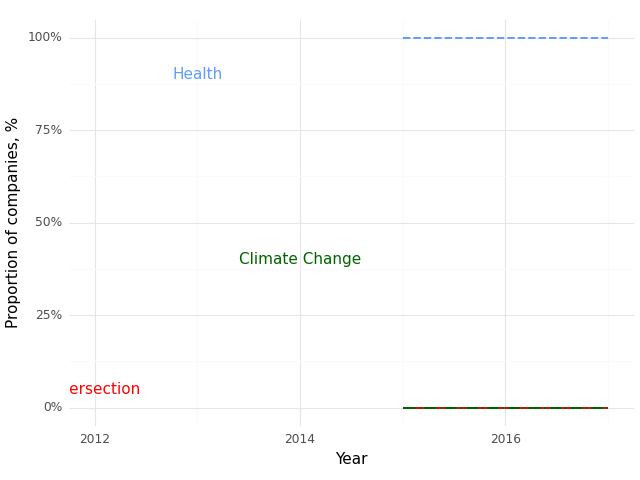 100%
Health
75%
Proportion of companies, %
50%
Climate Change
25%
ersection
0%
2012
2014
2016
Year